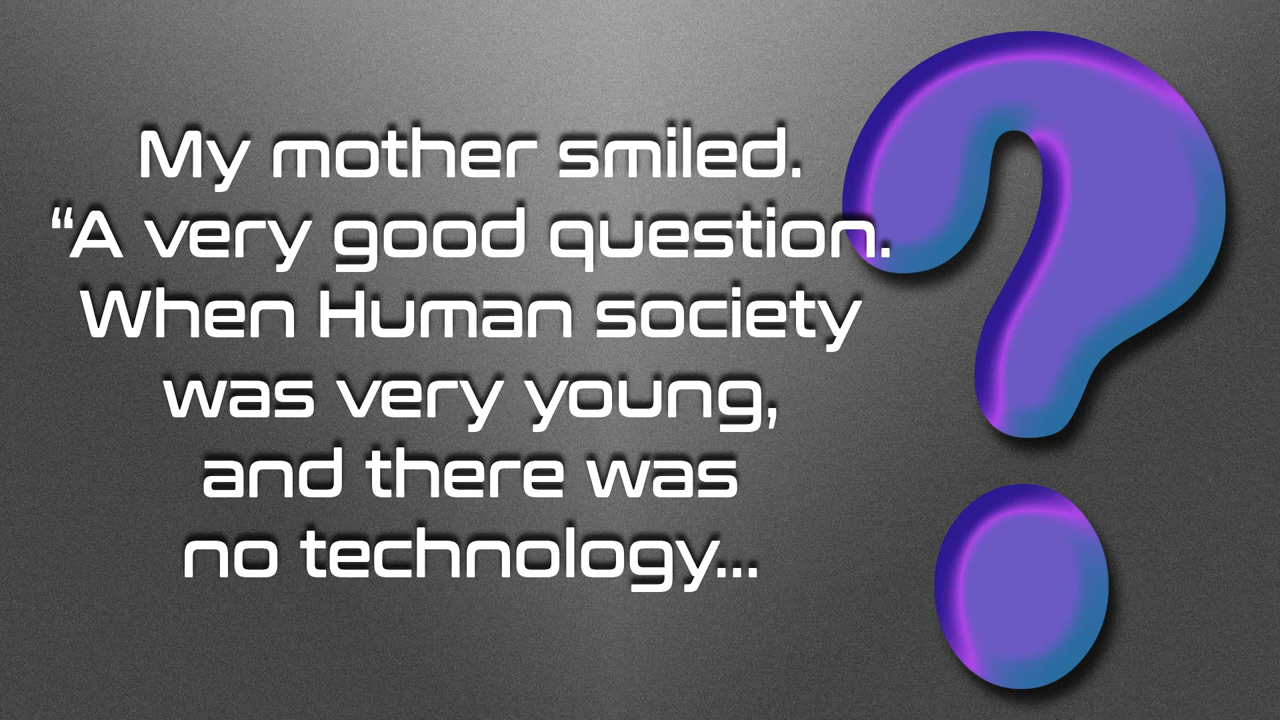 My mother smiled.
“A very good question.
When Human society
was very young,
and there was
no technology...